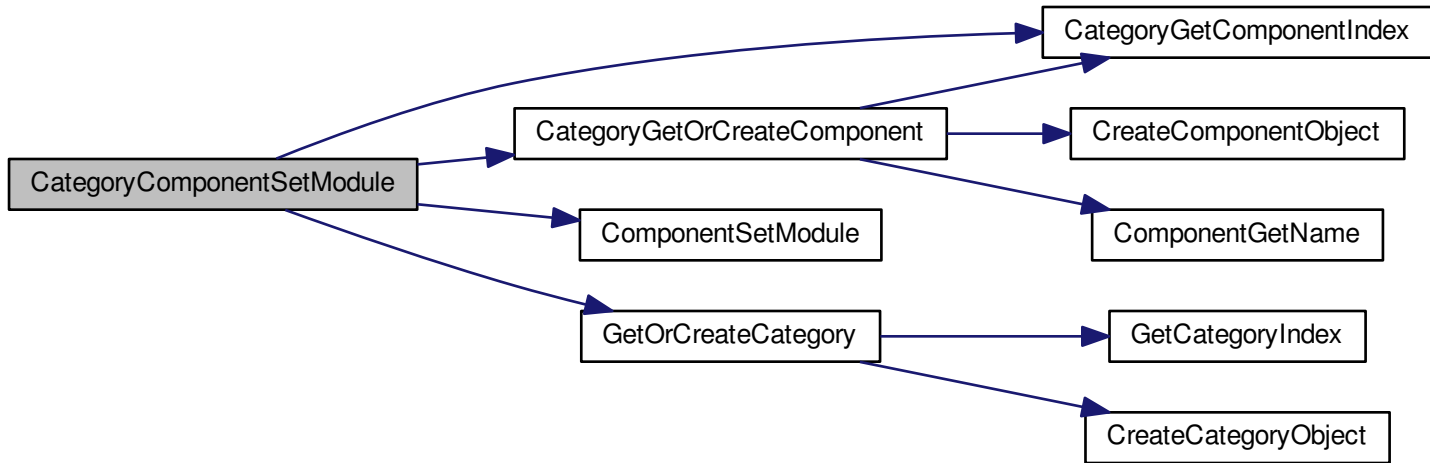 CategoryGetComponentIndex
CategoryGetOrCreateComponent
CreateComponentObject
CategoryComponentSetModule
ComponentSetModule
ComponentGetName
GetOrCreateCategory
GetCategoryIndex
CreateCategoryObject